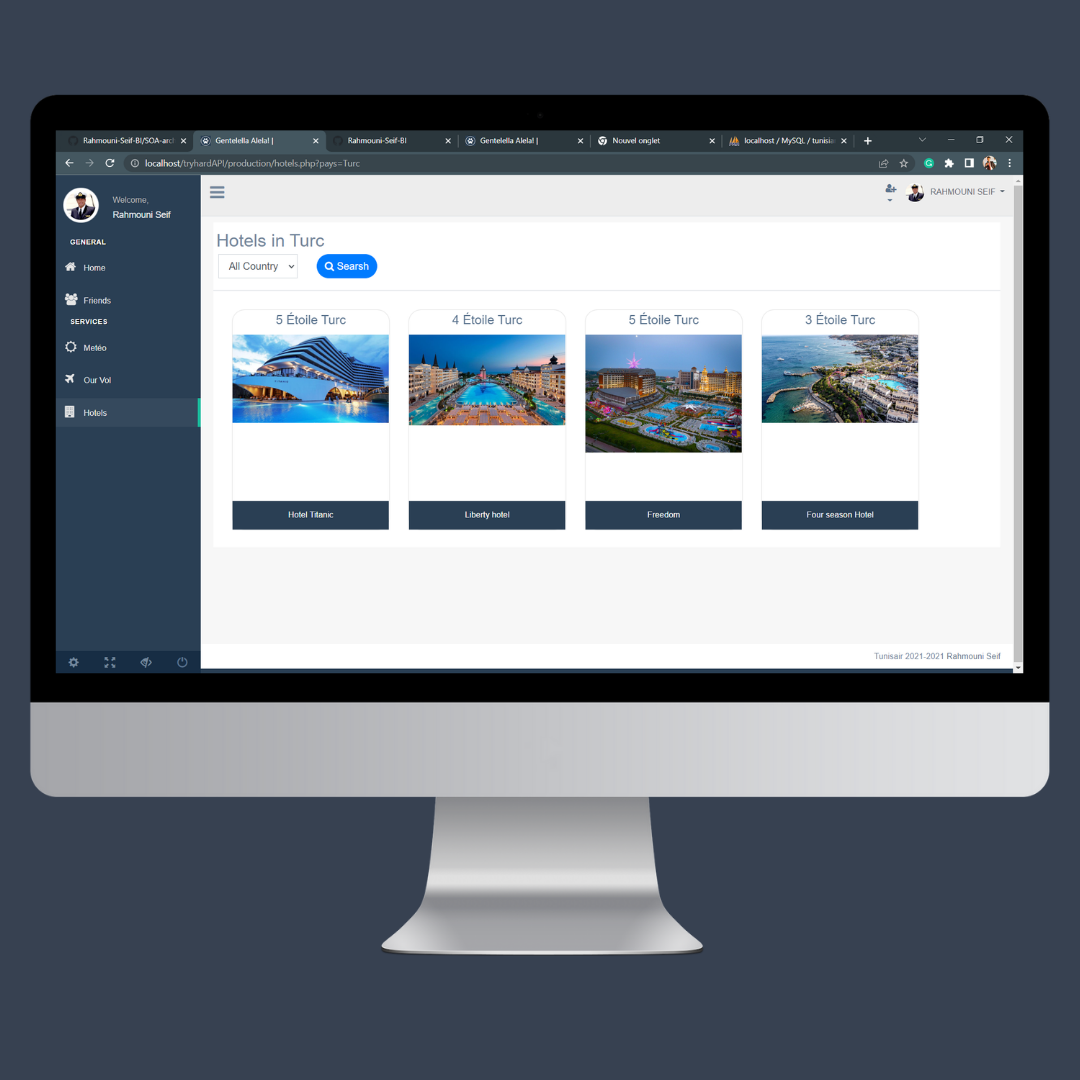 Rahmouni-Seif-BI/SOA-arc
Gentelella Alela! |
Rahmouni-Seif-BI
Gentelella Alela! |
Nouvel onglet
localhost / MySQL / tunisia
localhost/tryhardAPI/production/hotels.php?pays=Turc
Welcome,
Rahmouni Seif
GENERAL
Home
Friends
SERVICES
Metéo
Our Vol
Hotels
RAHMOUNI SEIF
Hotels in Turc
All Country
Searsh
5 Étoile Turc
4 Étoile Turc
5 Étoile Turc
3 Étoile Turc
Hotel Titanic
Liberty hotel
Freedom
Four season Hotel
Tunisair 2021-2021 Rahmouni Seif